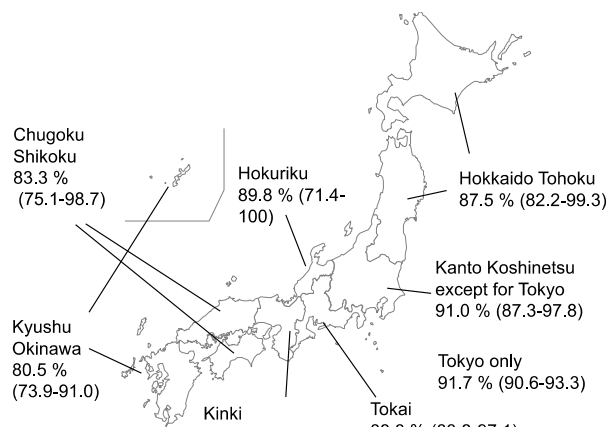 Chugoku
Shikoku
83.3 %
(75.1-98.7)
Hokuriku
89.8 % (71.4-
100)
Hokkaido Tohoku
87.5 % (82.2-99.3)
Kanto Koshinetsu
except for Tokyo
91.0 % (87.3-97.8)
Kyushu
Okinawa
80.5 %
(73.9-91.0)
Tokyo only
91.7 % (90.6-93.3)
Kinki
Tokai